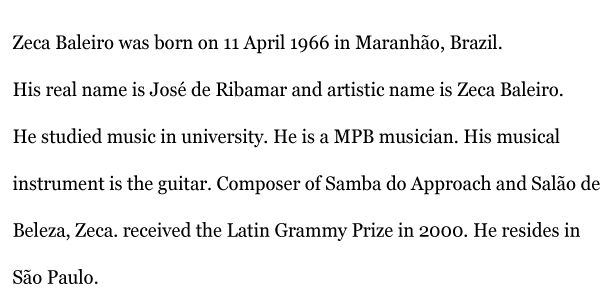 Zeca Baleiro was born on 11 April 1966 in Maranhão, Brazil.
His real name is José de Ribamar and artistic name is Zeca Baleiro.
He studied music in university. He is a MPB musician. His musical
instrument is the guitar. Composer of Samba do Approach and Salão de
Beleza, Zeca. received the Latin Grammy Prize in 2000. He resides in
São Paulo.